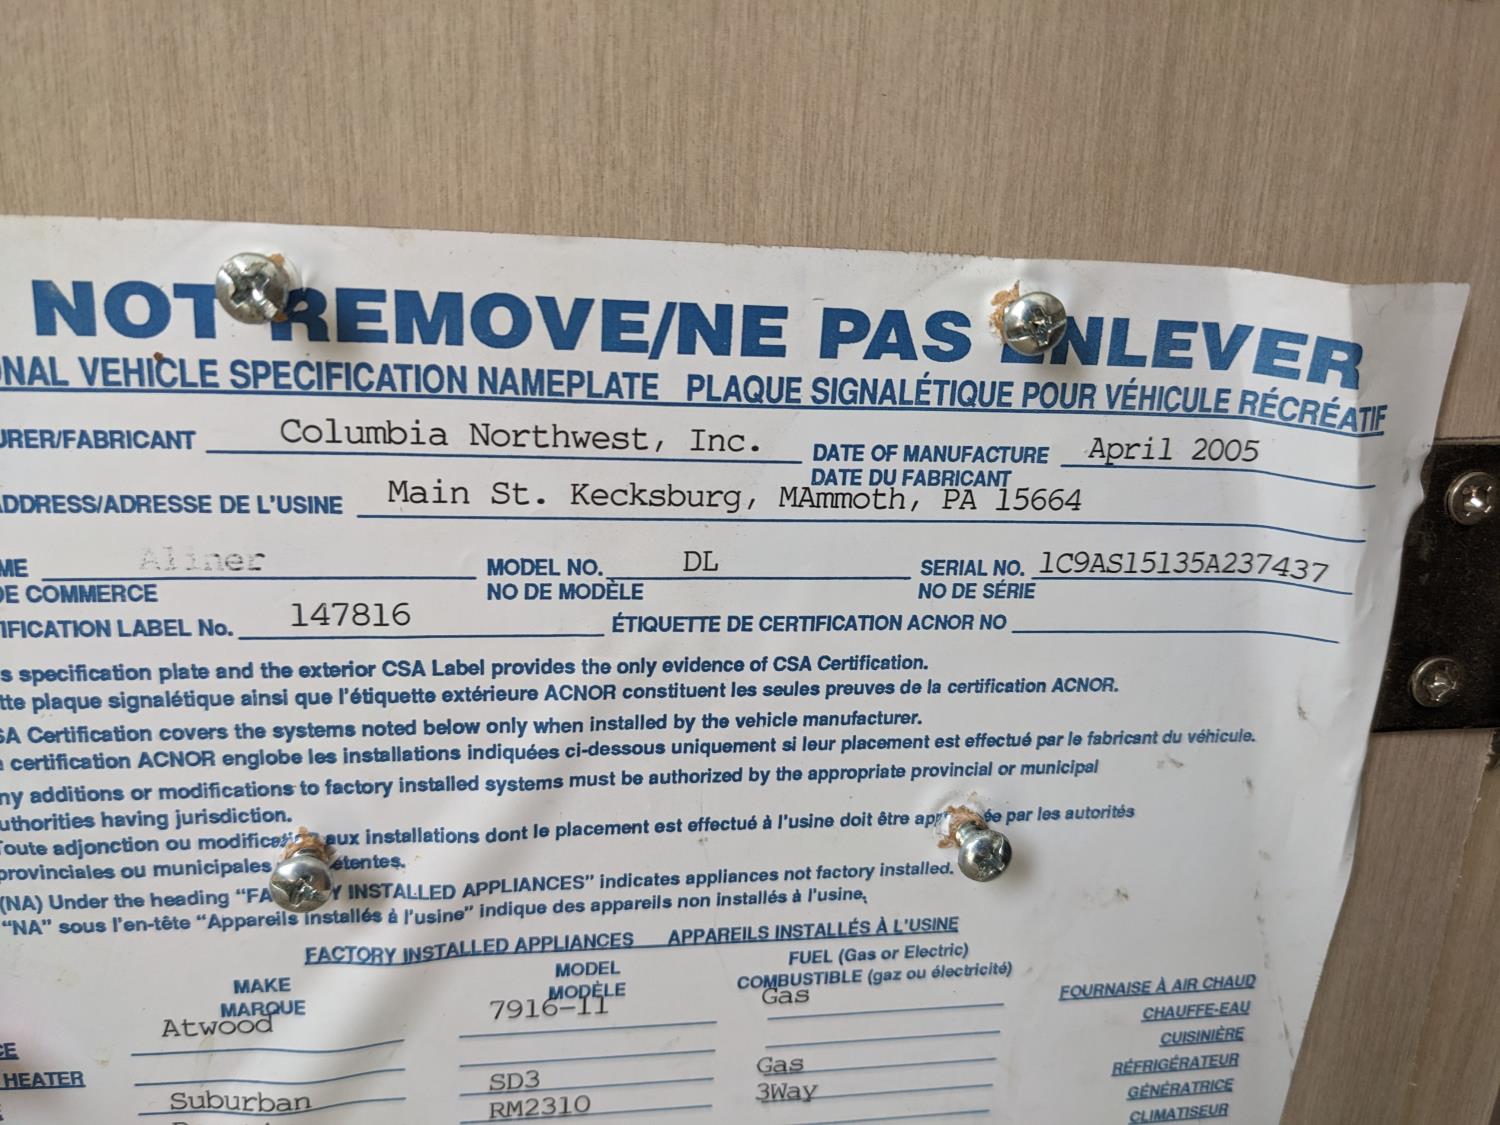 NOT REMOVE/NE PAS ENLEVER
VEHICLE SPECIFICATION NAMEPLATE PLAQUE SIGNALÉTIQUE POUR VÉHICULE RÉCRÉATIF
URER/FABRICANT Columbia Northwest, Inc. DATE OF MANUFACTURE April 2005
DATE DU FABRICANT
ADDRESS/ADRESSE DE L'USINE Main St. Kecksburg, MAmmoth, PA 15664
ME Aliner MODEL NO. DL SERIAL NO. 1C9AS15135A237437
DE COMMERCE NO DE MODÈLE NO DE SÉRIE
IFICATION LABEL No. 147816 ÉTIQUETTE DE CERTIFICATION ACNOR NO
s specification plate and the exterior CSA Label provides the only evidence of CSA Certification.
tte plaque signalétique ainsi que l'étiquette extérieure ACNOR constituent les seules preuves de la certification ACNOR.
SA Certification covers the systems noted below only when installed by the vehicle manufacturer.
certification ACNOR englobe les installations indiquées ci-dessous uniquement si leur placement est effectué par le fabricant du véhicule.
ny additions or modifications to factory installed systems must be authorized by the appropriate provincial or municipal
uthorities having jurisdiction.
Toute adjonction ou modificati aux installations dont le placement est effectué à l'usine doit être app ée par les autorités
provinciales ou municipales étentes.
(NA) Under the heading "FA Y INSTALLED APPLIANCES" indicates appliances not factory installed.
"NA" sous l'en-tête "Appareils installés à l'usine" indique des appareils non installés à l'usine.
FACTORY INSTALLED APPLIANCES APPAREILS INSTALLÉS À L'USINE
MAKE MODEL FUEL (Gas or Electric)
MARQUE MODÈLE COMBUSTIBLE (gaz ou électricité)
Atwood 7916-11 Gas FOURNAISE À AIR CHAUD
CHAUFFE-EAU
CE CUISINIÈRE
HEATER SD3 Gas RÉFRIGÉRATEUR
Suburban RM2310 3Way GÉNÉRATRICE
CLIMATISEUR